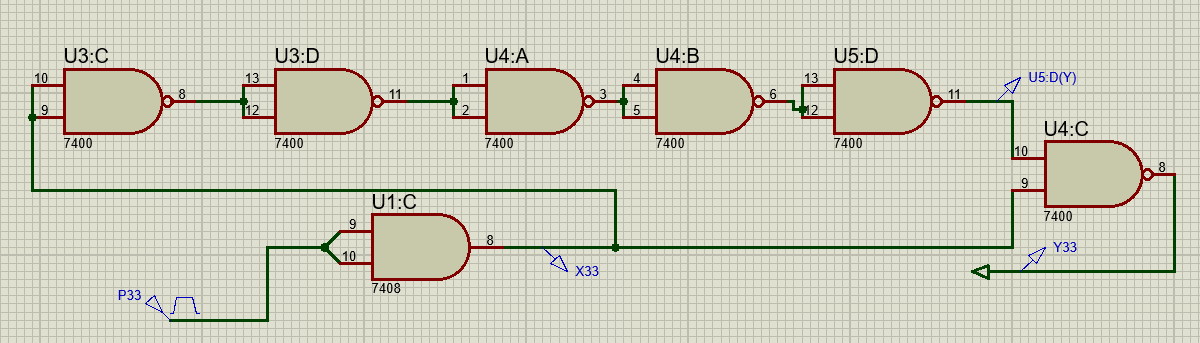 U3:C U3:D U4:A U4:B U5:D
10 9 8 13 12 11 1 2 3 4 5 6 13 12 11
7400 7400 7400 7400 7400
U5:D(Y)
U4:C
10 9 8
7400
U1:C
9 10 8
7408
X33
Y33
P33